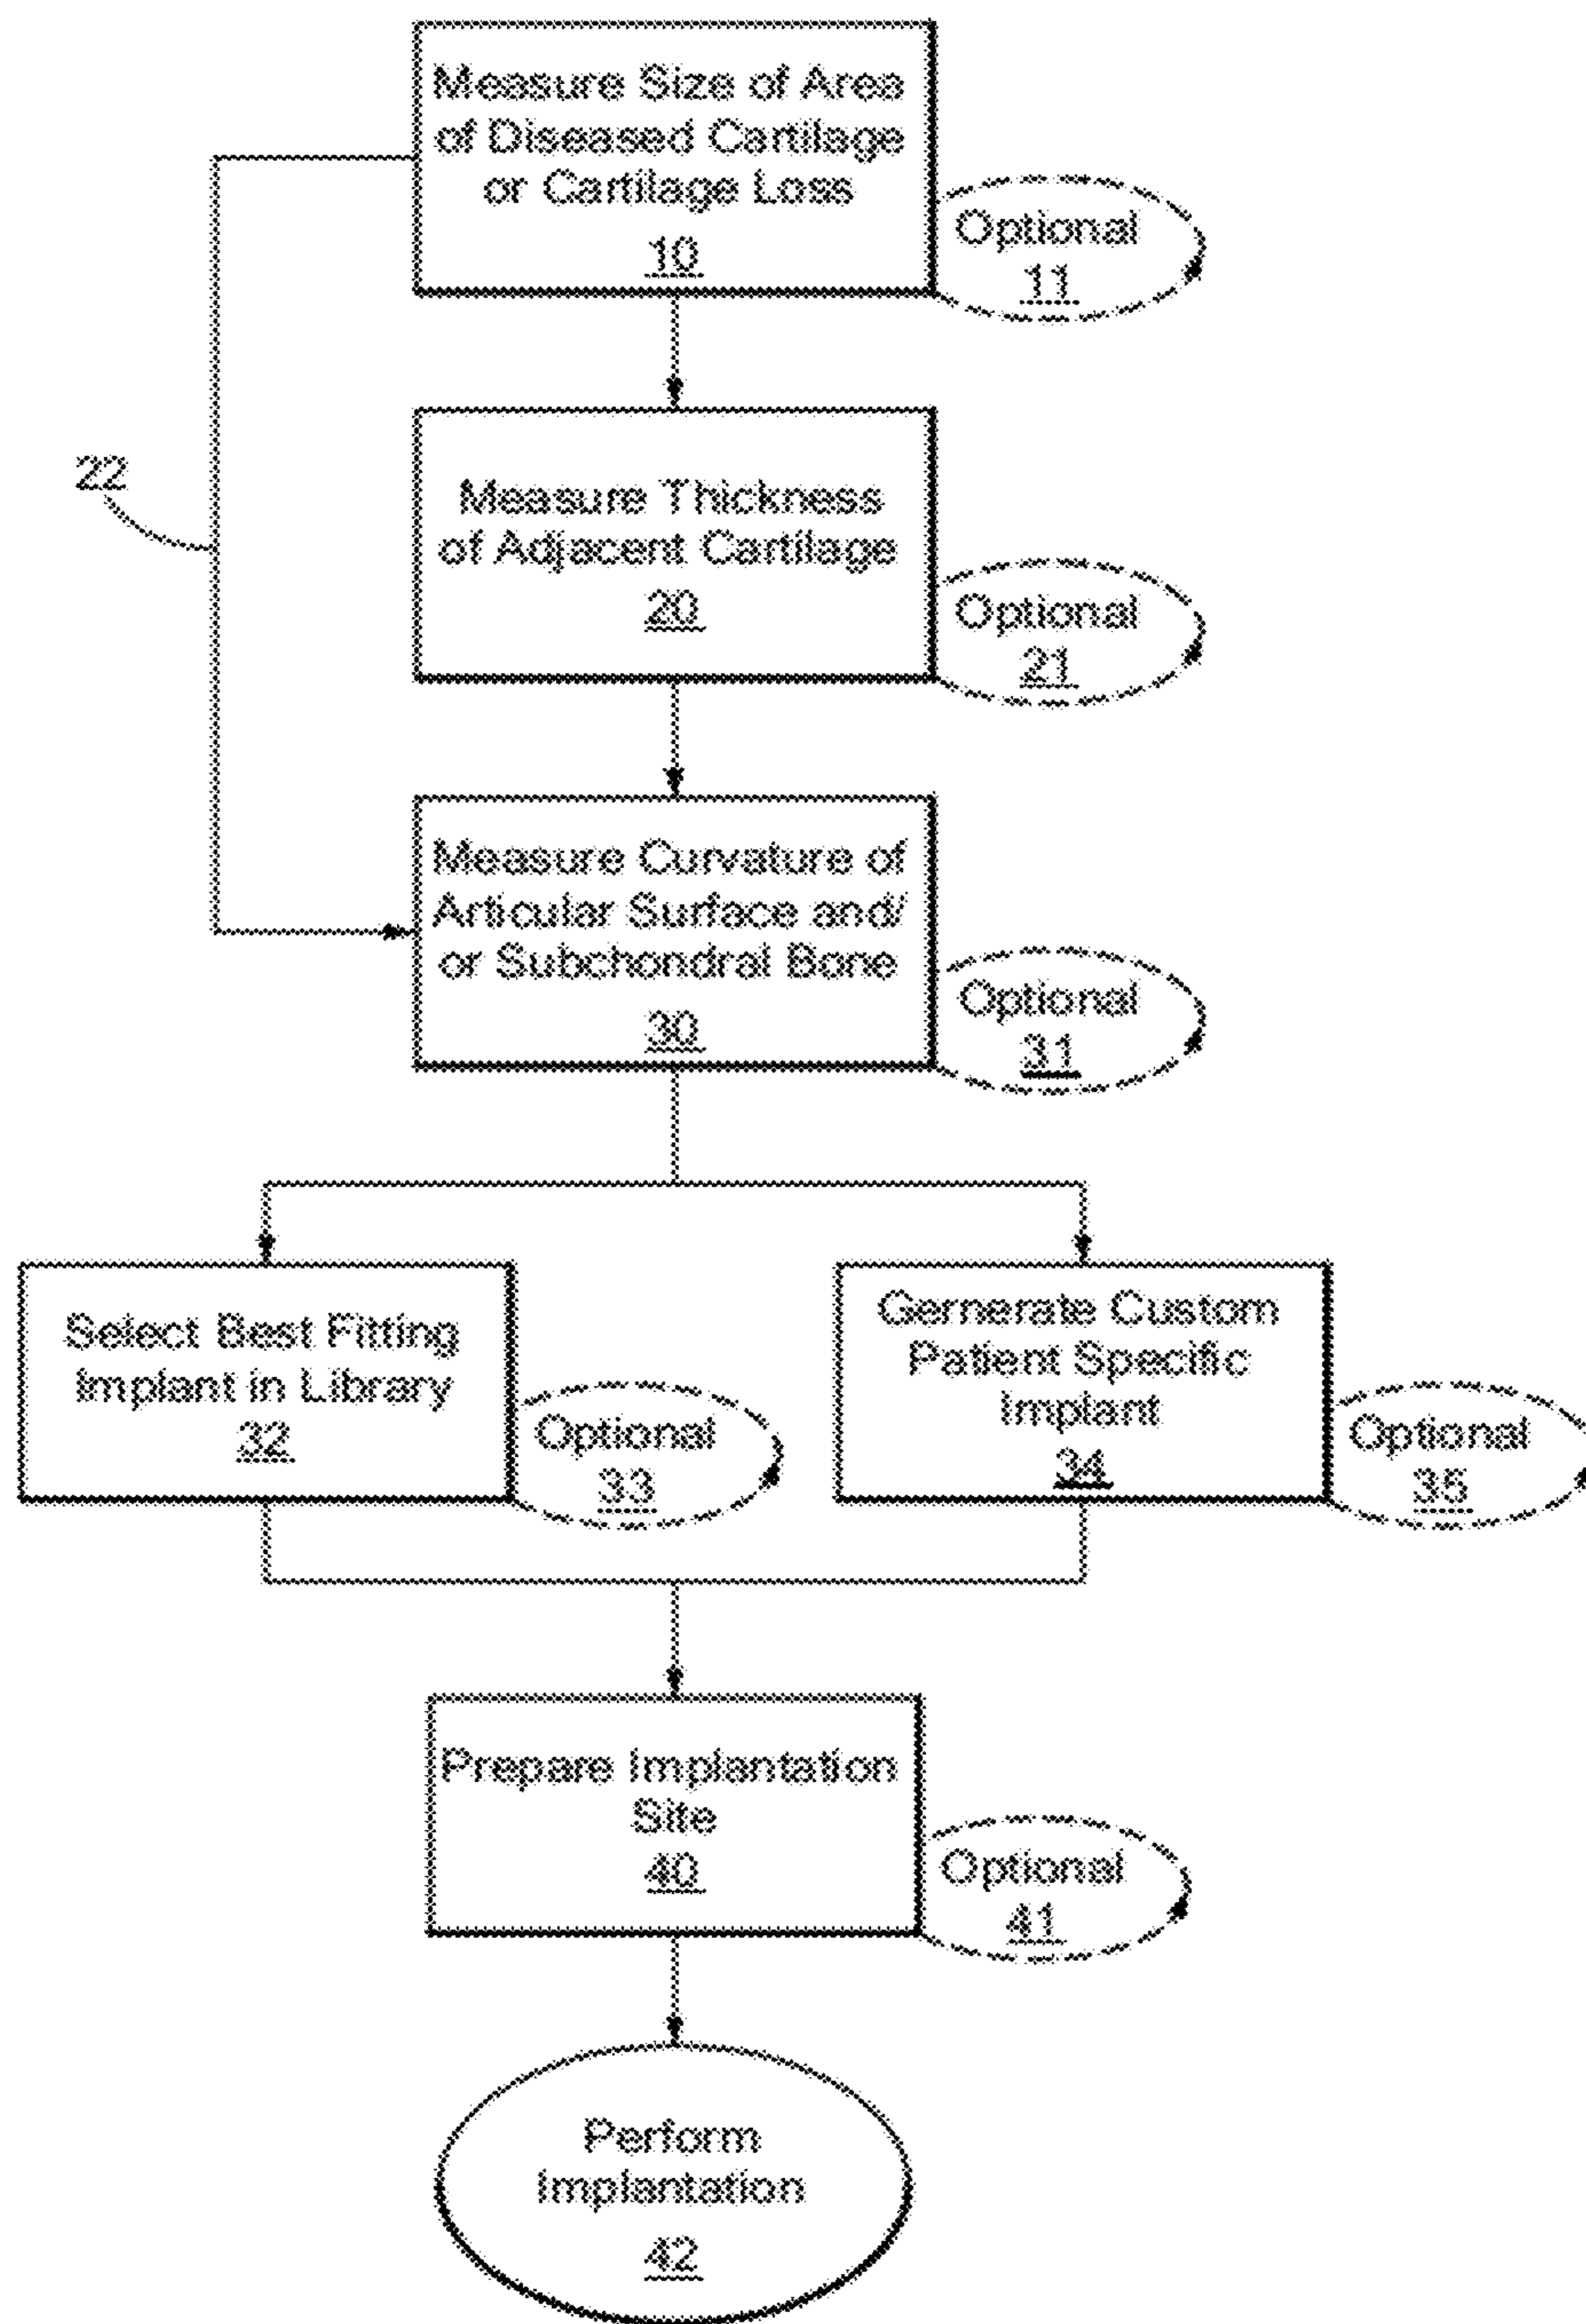 Measure Size of Area
of Diseased Cartilage
or Cartilage Loss
10
Optional
11
22
Measure Thickness
of Adjacent Cartilage
20
Optional
21
Measure Curvature of
Articular Surface and/
or Subchondral Bone
30
Optional
31
Select Best Fitting
Implant in Library
32
Optional
33
Gernerate Custom
Patient Specific
Implant
34
Optional
35
Prepare Implantation
Site
40
Optional
41
Perform
Implantation
42